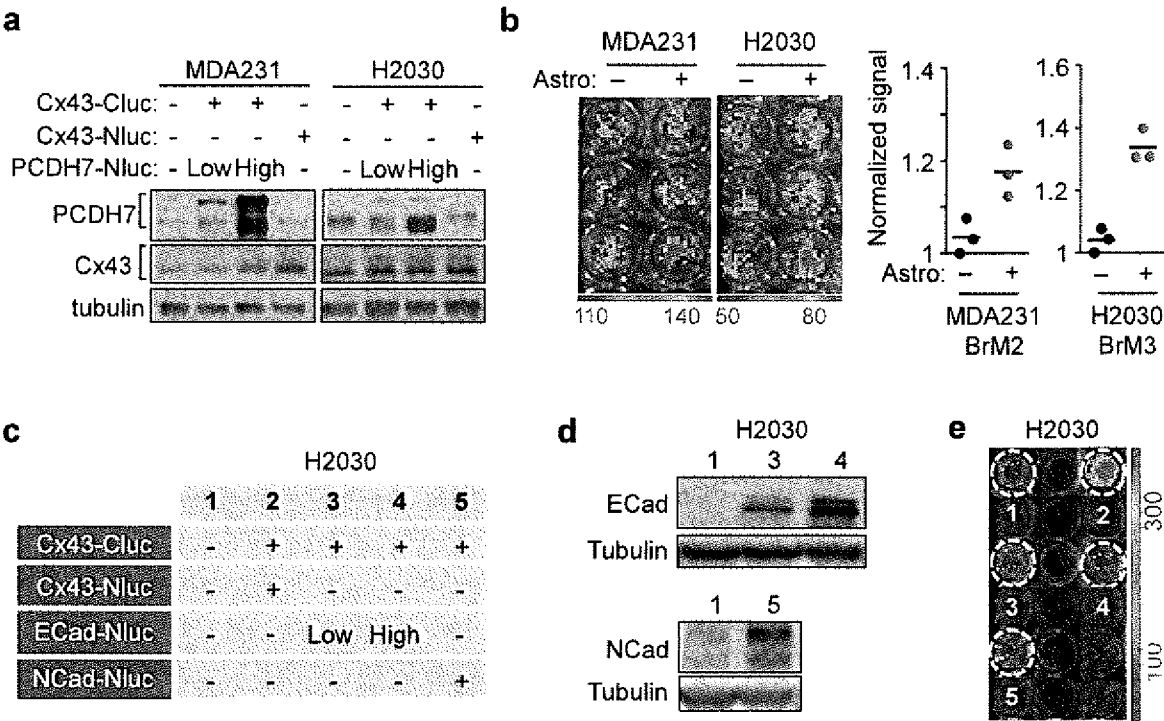 a
MDA231 H2030
Cx43-Cluc: - + + - - + + -
Cx43-Nluc: - - - + - - - +
PCDH7-Nluc: - Low High - - Low High -
PCDH7
Cx43
tubulin
b
MDA231 H2030
Astro: - + - +
110 140 50 80
Normalized signal
1.4
1.2
1
1.6
1.4
1.2
1
Astro: - + - +
MDA231 H2030
BrM2 BrM3
c
H2030
1 2 3 4 5
Cx43-Cluc - + + + +
Cx43-Nluc - + - - -
ECad-Nluc - - Low High -
NCad-Nluc - - - - +
d
H2030
1 3 4
ECad
Tubulin
1 5
NCad
Tubulin
e
H2030
1 2
3 4
5
300
100